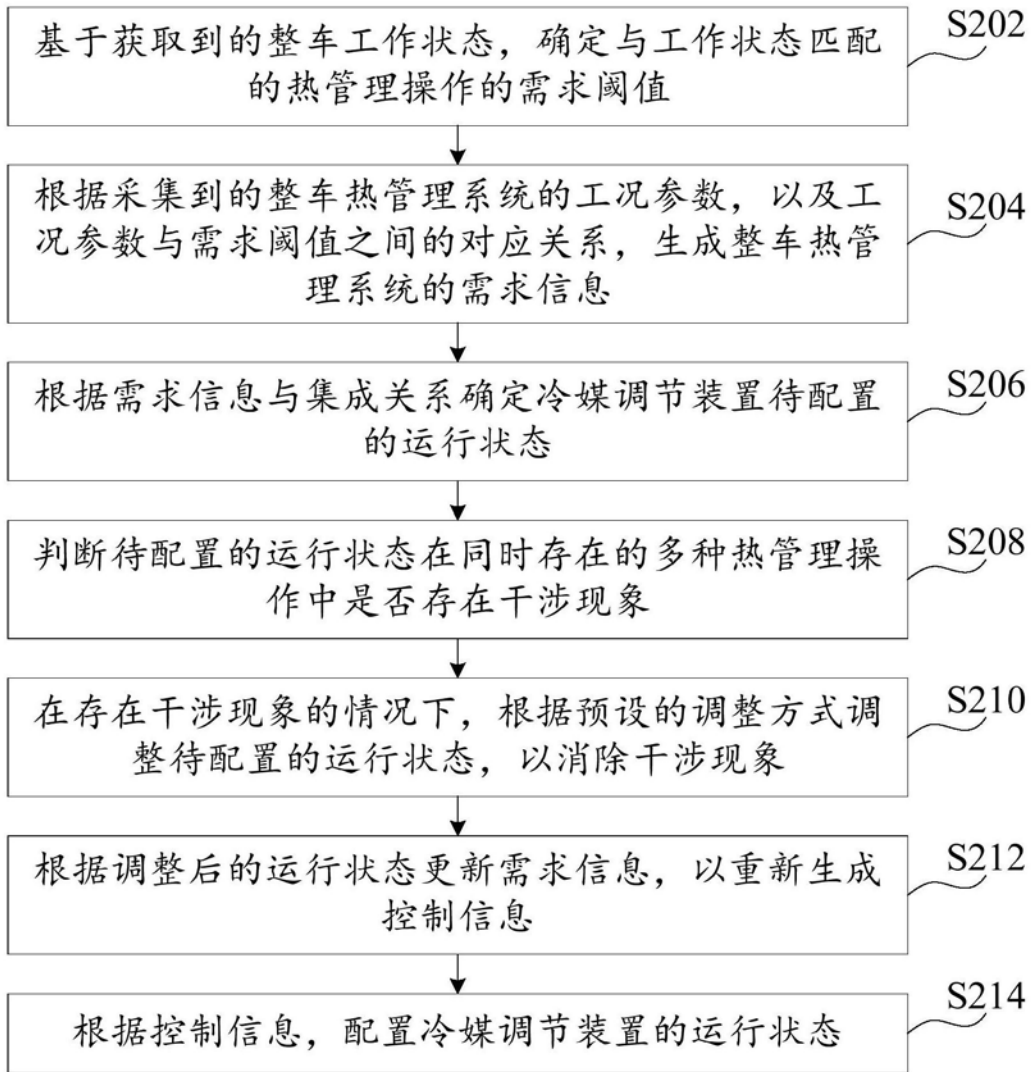 基于获取到的整车工作状态，确定与工作状态匹配
的热管理操作的需求阈值
S202
根据采集到的整车热管理系统的工况参数，以及工
况参数与需求阈值之间的对应关系，生成整车热管
理系统的需求信息
S204
根据需求信息与集成关系确定冷媒调节装置待配置
的运行状态
S206
判断待配置的运行状态在同时存在的多种热管理操
作中是否存在干涉现象
S208
在存在干涉现象的情况下，根据预设的调整方式调
整待配置的运行状态，以消除干涉现象
S210
根据调整后的运行状态更新需求信息，以重新生成
控制信息
S212
根据控制信息，配置冷媒调节装置的运行状态
S214